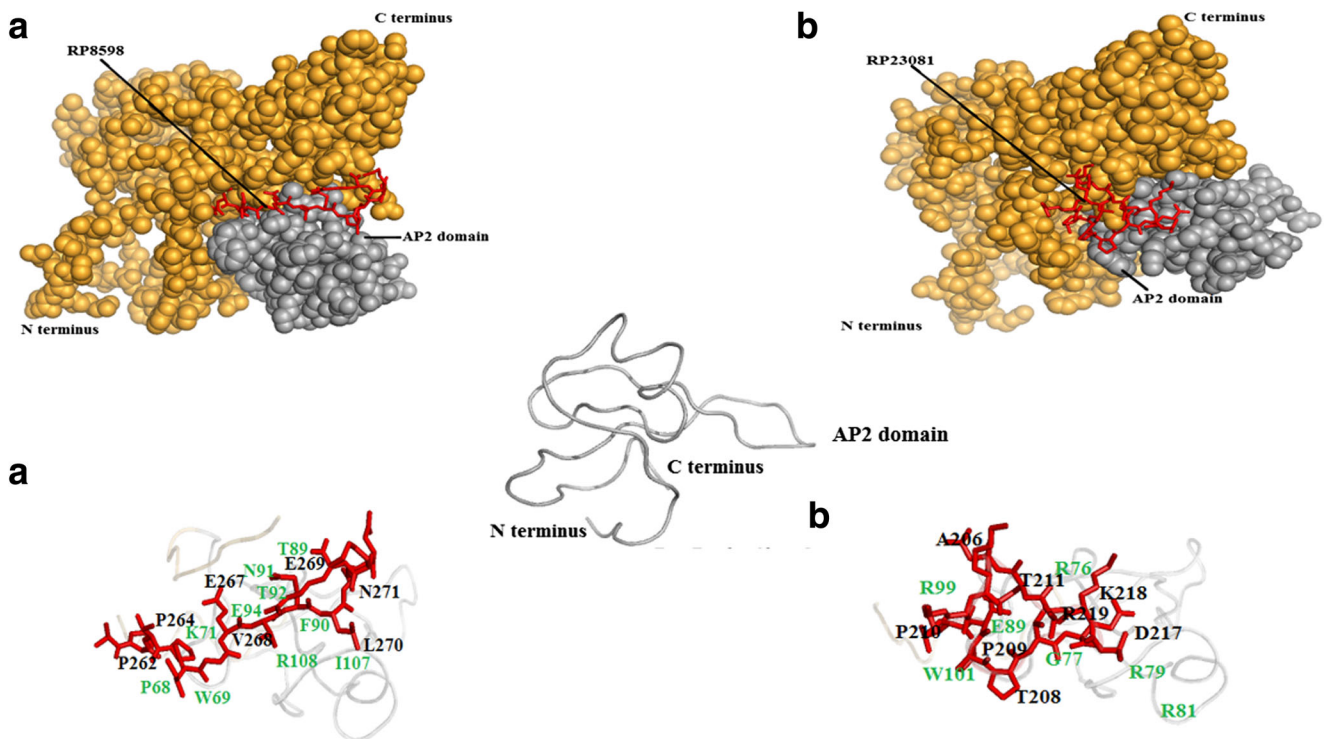 a
C terminus
RP8598
AP2 domain
N terminus
b
C terminus
RP23081
AP2 domain
N terminus
AP2 domain
C terminus
N terminus
a
T89
N91
E269
E267
T92
N271
P264
E94
K71
F90
V268
P262
L270
R108
I107
P68
W69
b
A206
R76
R99
T211
K218
R219
E89
P210
D217
P209
G77
W101
R79
T208
R81